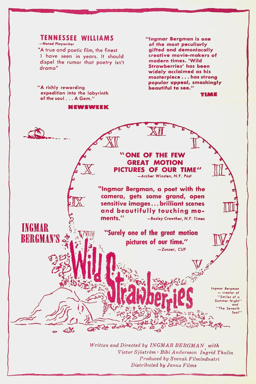 TENNESSEE WILLIAMS
—Noted Playwriter
"A true and poetic film, the finest
I have seen in years. It should
dispel the rumor that poetry isn't
drama"
"A richly rewarding
expedition into the labyrinth
of the soul . . . A Gem."
NEWSWEEK
"Ingmar Bergman is one
of the most peculiarly
gifted and demoniacally
creative movie-makers of
modern times. 'Wild
Strawberries' has been
widely acclaimed as his
masterpiece . . . has strong
popular appeal, smashingly
beautiful to see."
TIME
XII
I
II
III
IIII
V
IX
X
XI
"ONE OF THE FEW
GREAT MOTION
PICTURES OF OUR TIME"
—Archer Winsten, N.Y. Post
"Ingmar Bergman, a poet with the
camera, gets some grand, open
sensitive images...brilliant scenes
and beautifully touching mo-
ments."
—Bosley Crowther, N.Y. Times
"Surely one of the great motion
pictures of our time."
—Zunser, CUE
INGMAR
BERGMAN'S
Wild
Strawberries
Ingmar Bergman
— creator of
"Smiles of a
Summer Night"
and
"The Seventh
Seal"
Written and Directed by INGMAR BERGMAN with
Victor Sjöström · Bibi Andersson Ingrid Thulin
Produced by Svensk Filmindustri
Distributed by Janus Films